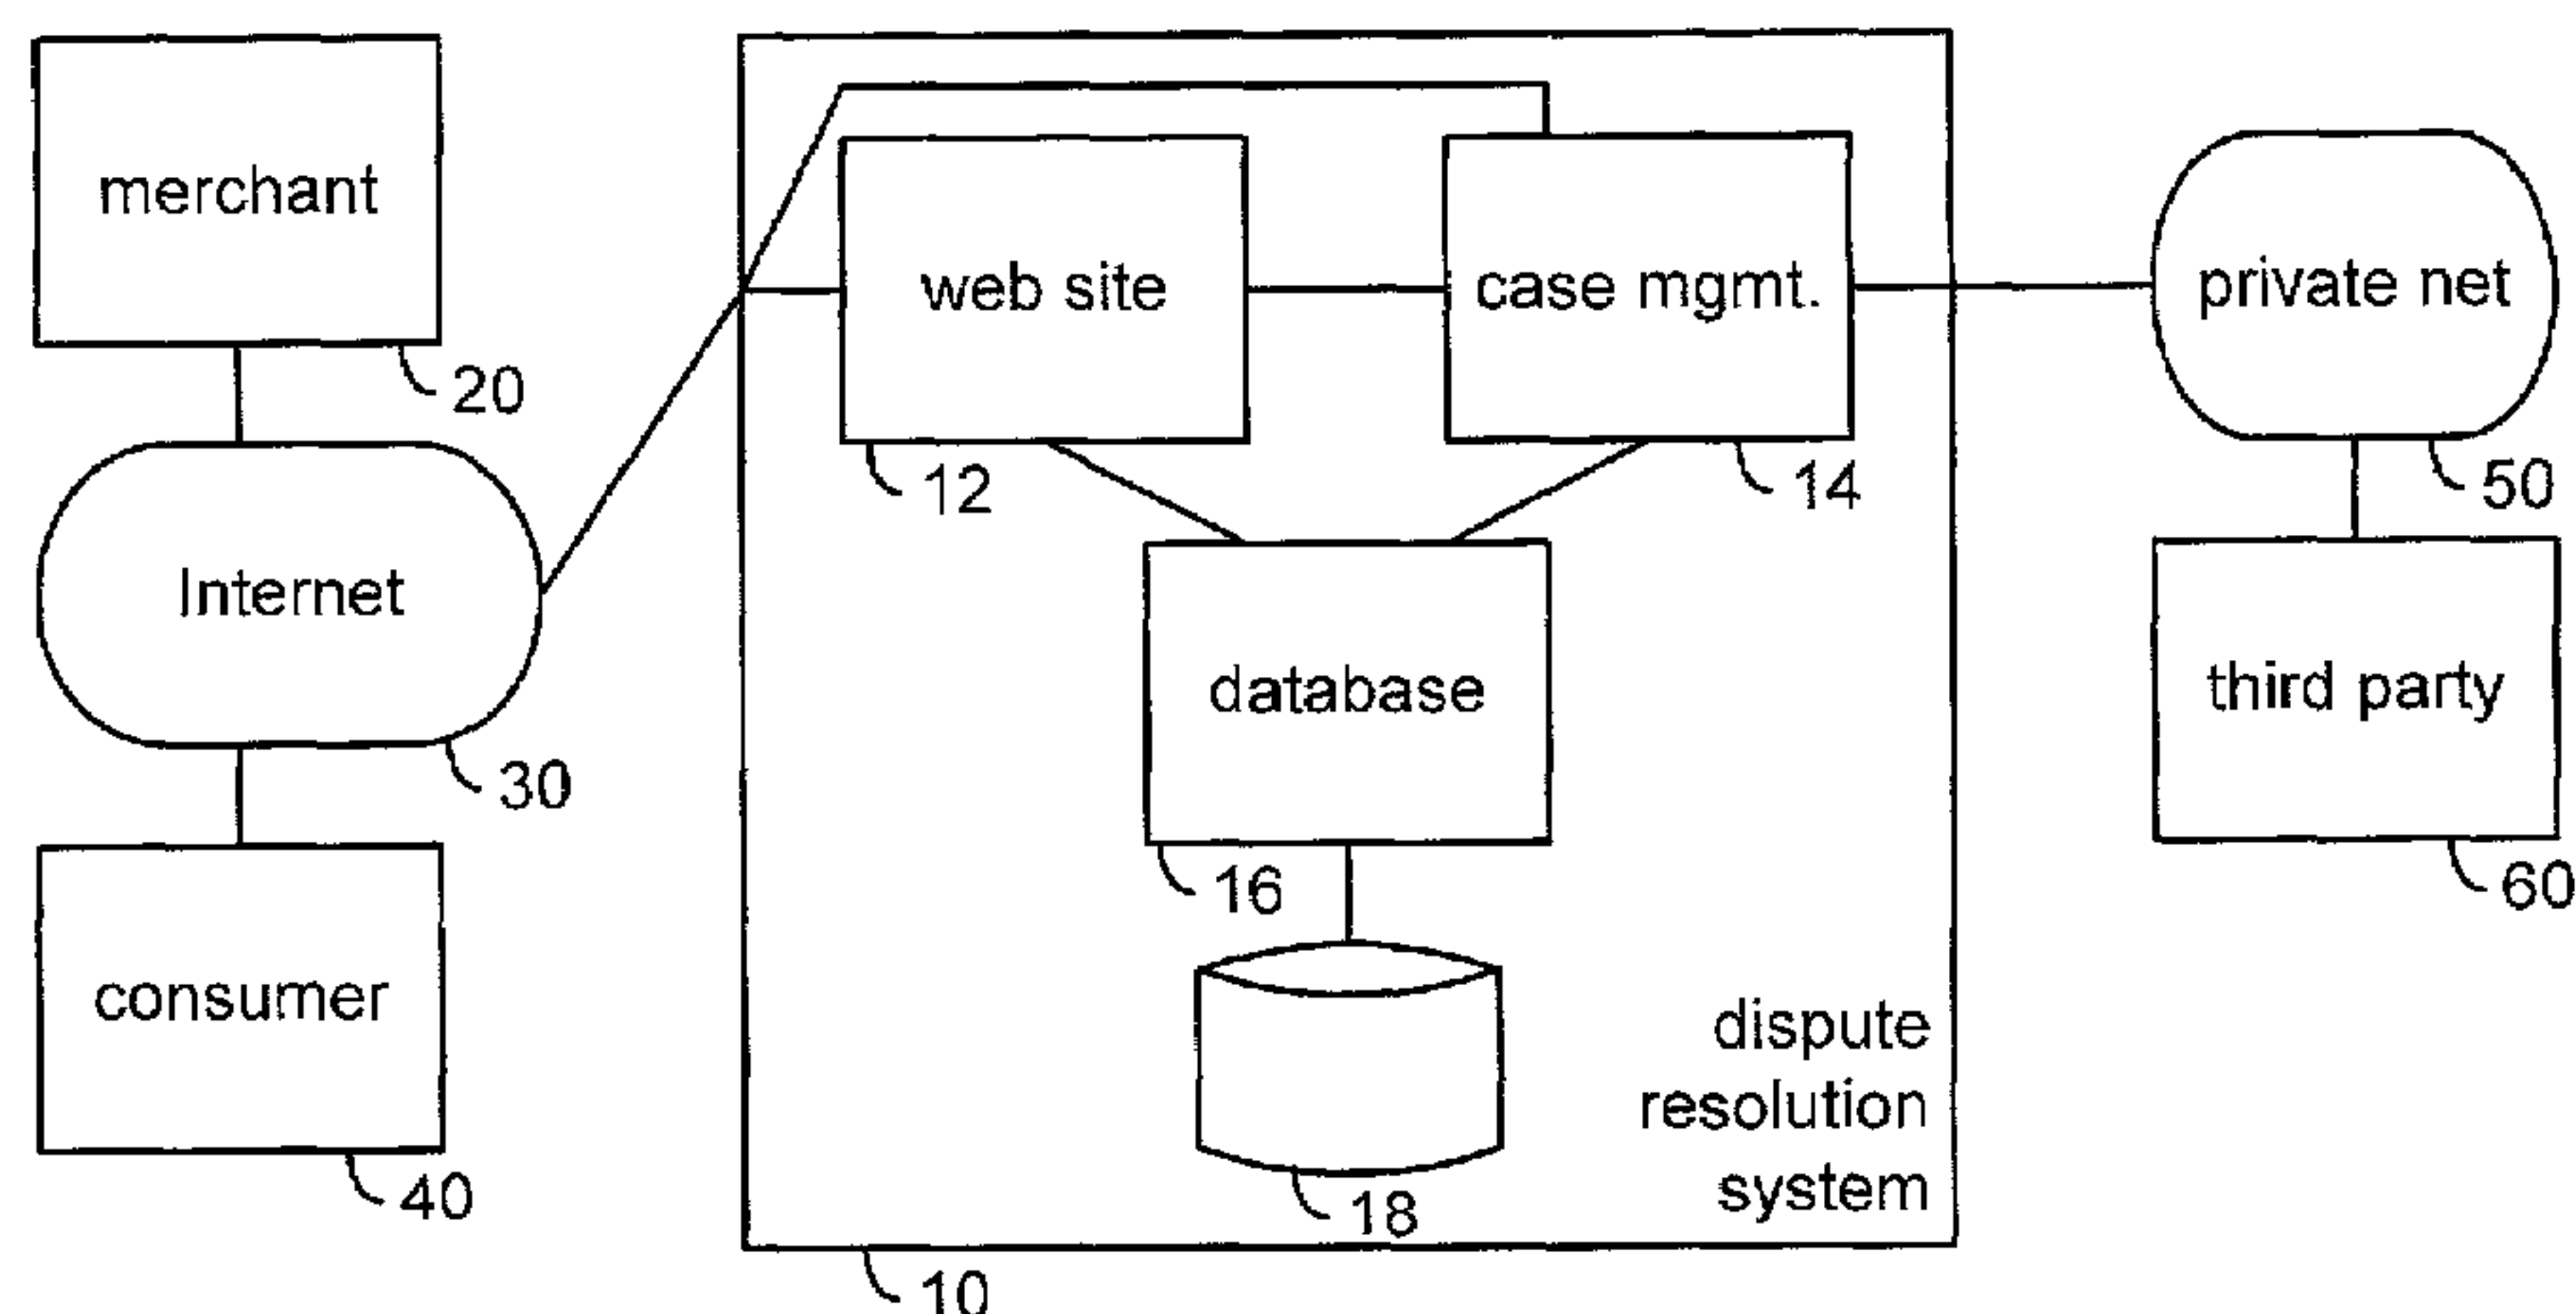 merchant
20
Internet
30
consumer
40
web site
12
case mgmt.
14
database
16
18
dispute
resolution
system
10
private net
50
third party
60